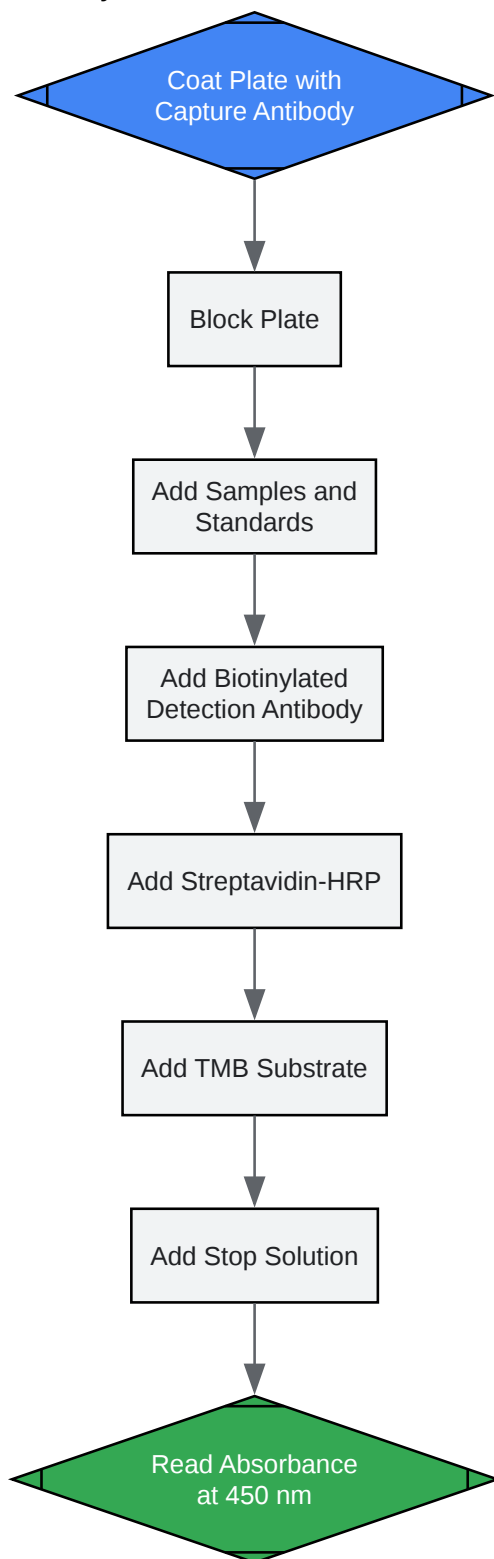 Coat Plate with
Capture Antibody
Block Plate
Add Samples and
Standards
Add Biotinylated
Detection Antibody
Add Streptavidin-HRP
Add TMB Substrate
Add Stop Solution
Read Absorbance
at 450 nm